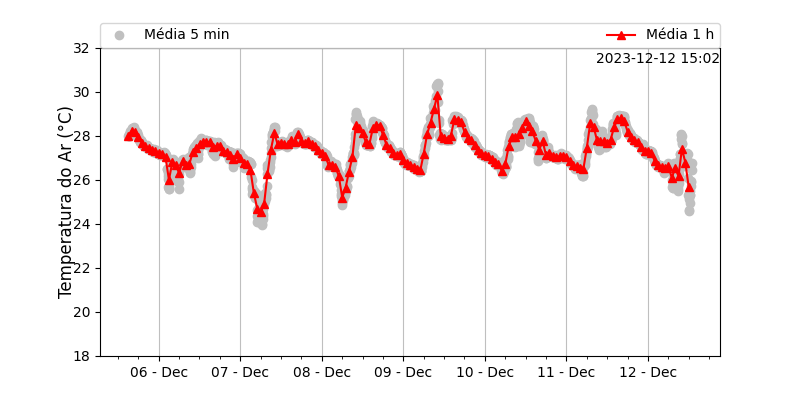 Média 5 min
Média 1 h
2023-12-12 15:02
Temperatura do Ar (°C)
32
30
28
26
24
22
20
18
06 - Dec
07 - Dec
08 - Dec
09 - Dec
10 - Dec
11 - Dec
12 - Dec